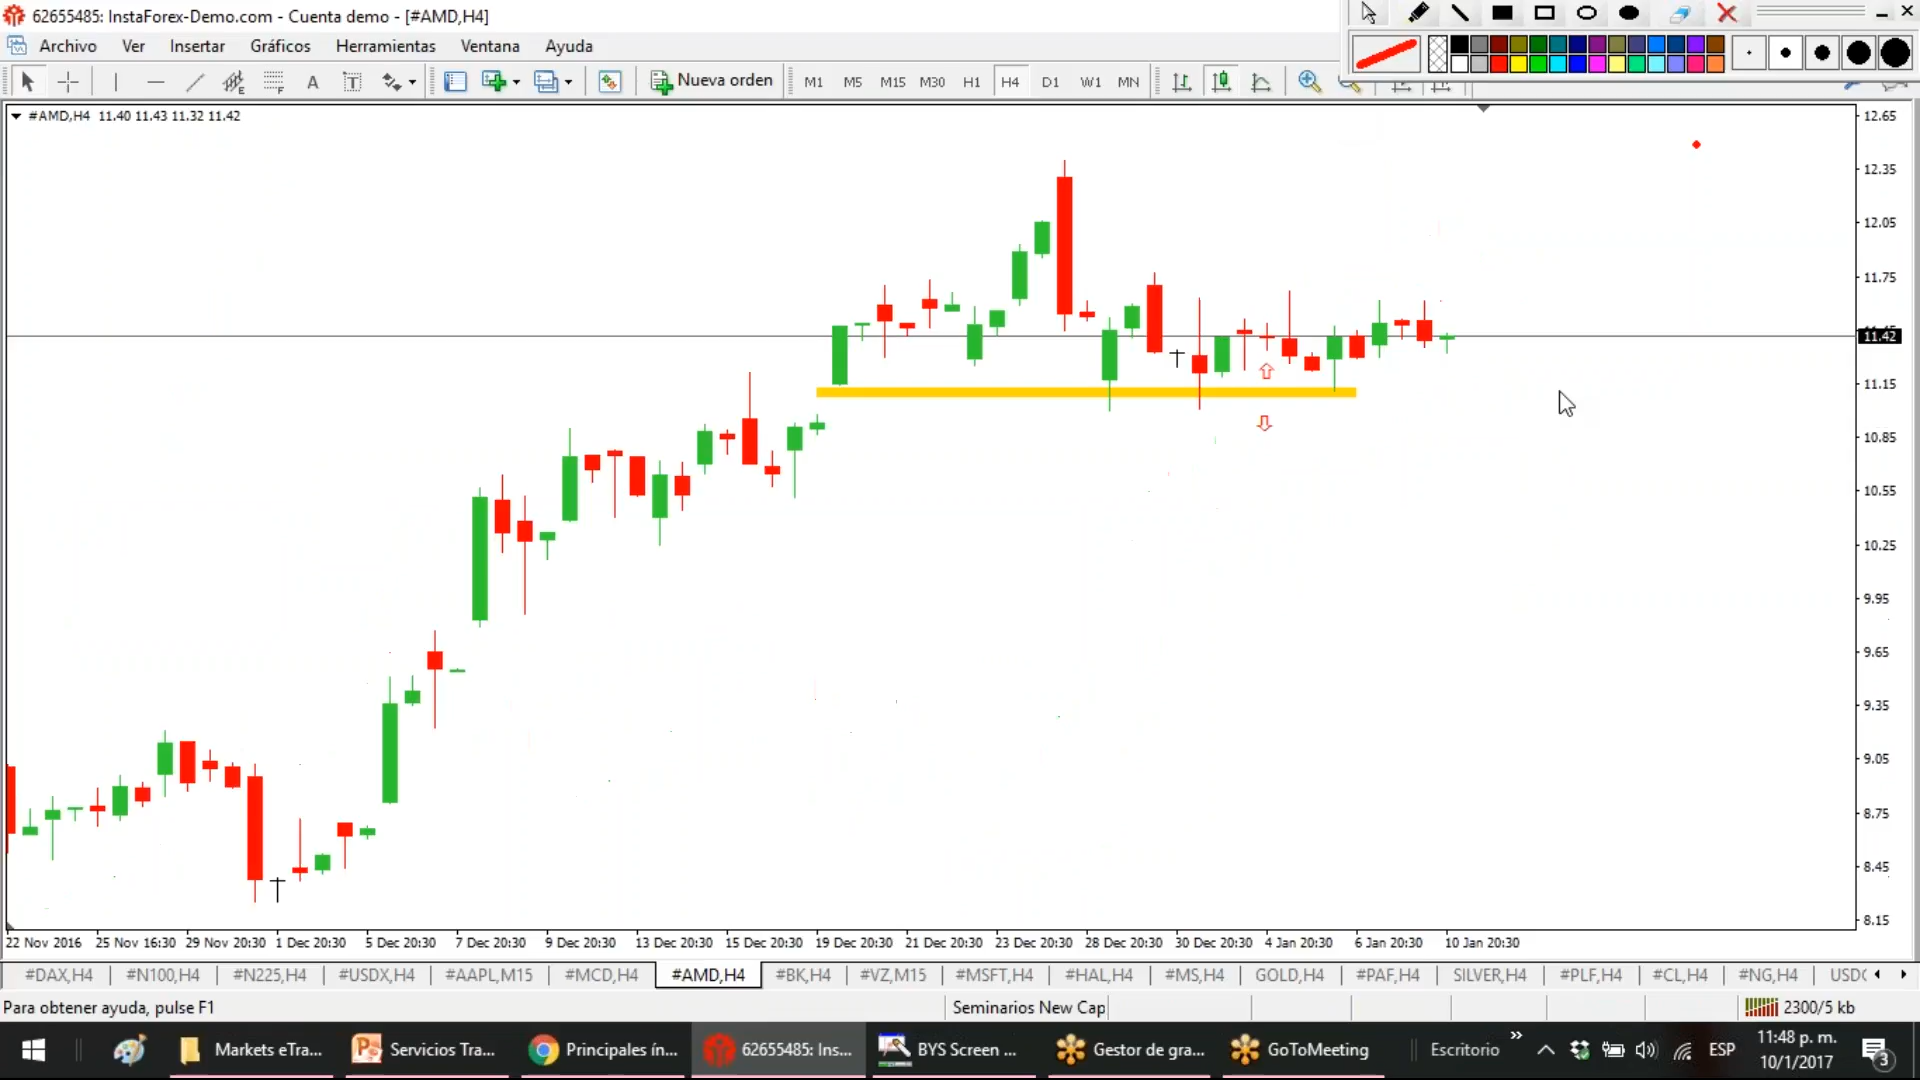 62655485: InstaForex-Demo.com - Cuenta demo - [#AMD,H4]
Archivo Ver Insertar Gráficos Herramientas Ventana Ayuda
A T Nueva orden M1 M5 M15 M30 H1 H4 D1 W1 MN
#AMD,H4 11.40 11.43 11.32 11.42
12.65
12.35
12.05
11.75
11.42
11.15
10.85
10.55
10.25
9.95
9.65
9.35
9.05
8.75
8.45
8.15
22 Nov 2016 25 Nov 16:30 29 Nov 20:30 1 Dec 20:30 5 Dec 20:30 7 Dec 20:30 9 Dec 20:30 13 Dec 20:30 15 Dec 20:30 19 Dec 20:30 21 Dec 20:30 23 Dec 20:30 28 Dec 20:30 30 Dec 20:30 4 Jan 20:30 6 Jan 20:30 10 Jan 20:30
#DAX,H4 #N100,H4 #N225,H4 #USDX,H4 #AAPL,M15 #MCD,H4 #AMD,H4 #BK,H4 #VZ,M15 #MSFT,H4 #HAL,H4 #MS,H4 GOLD,H4 #PAF,H4 SILVER,H4 #PLF,H4 #CL,H4 #NG,H4
Para obtener ayuda, pulse F1 Seminarios New Cap 2300/5 kb
Markets eTra... Servicios Tra... Principales ín... 62655485: Ins... BYS Screen ... Gestor de gra... GoToMeeting Escritorio ESP 11:48 p. m.
10/1/2017 3